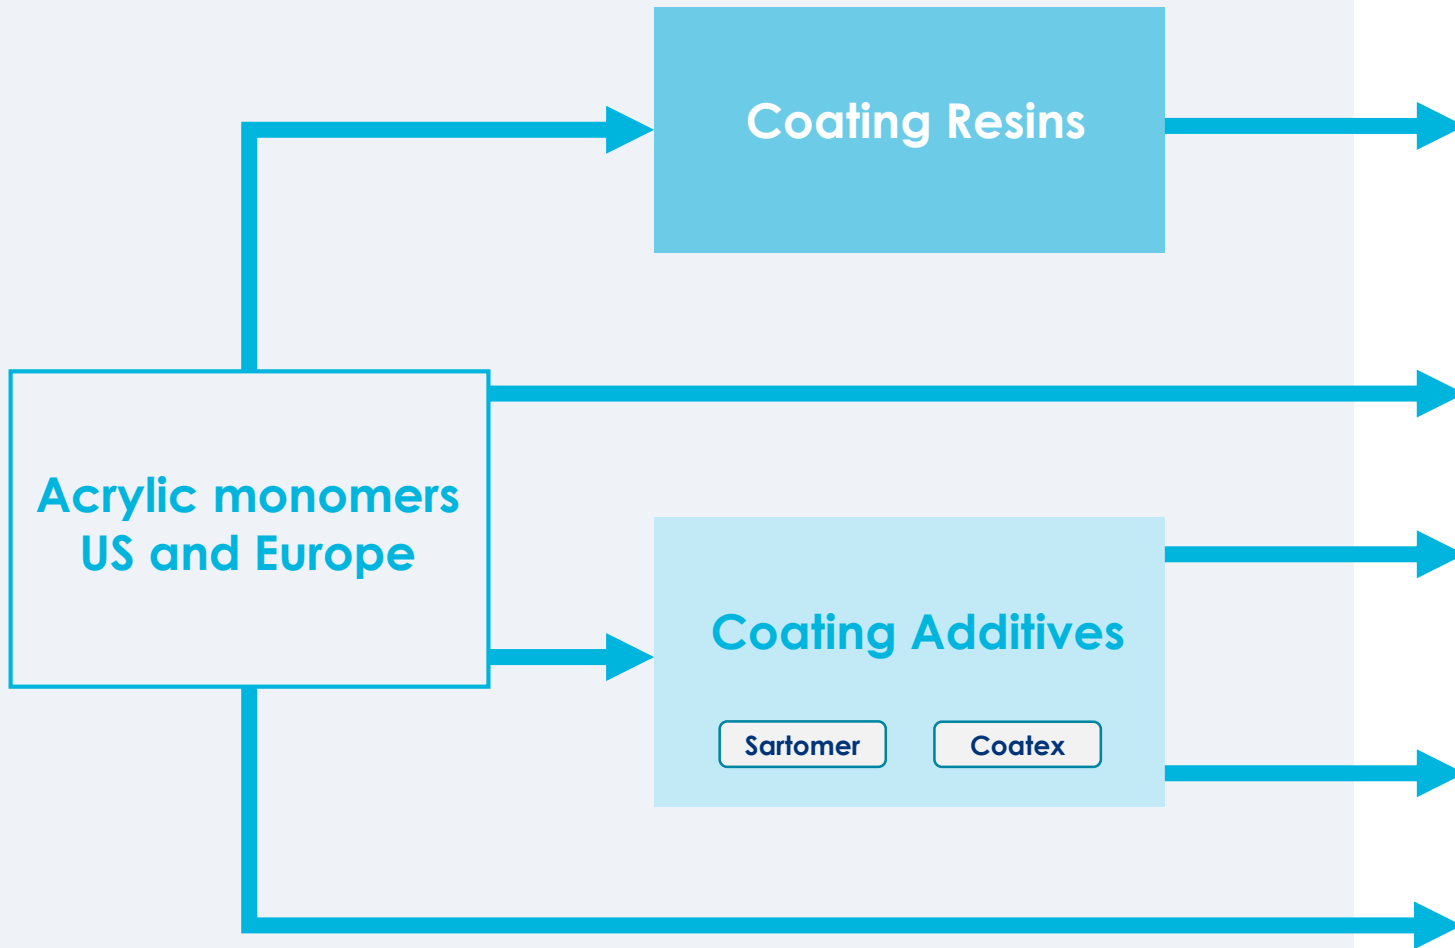 Coating Resins
Acrylic monomers
US and Europe
Coating Additives
Sartomer
Coatex